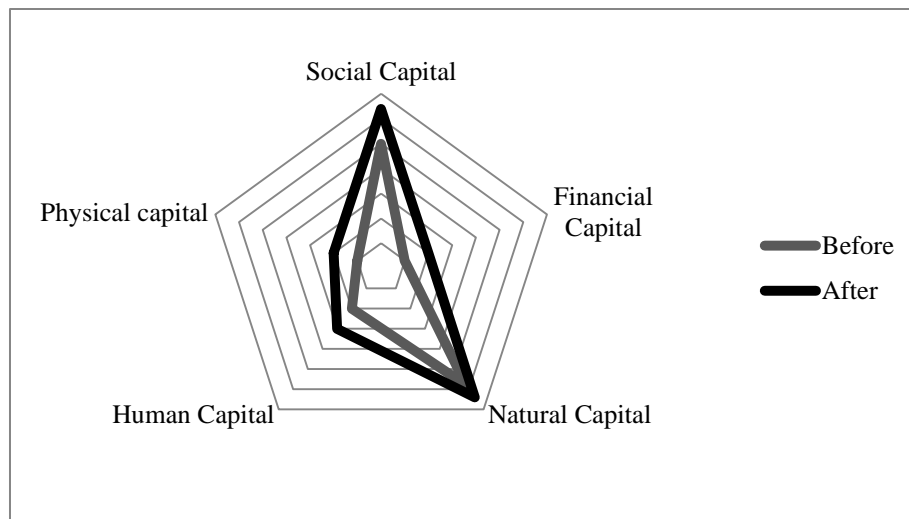 Social Capital
Financial
Capital
Natural Capital
Human Capital
Physical capital
Before
After